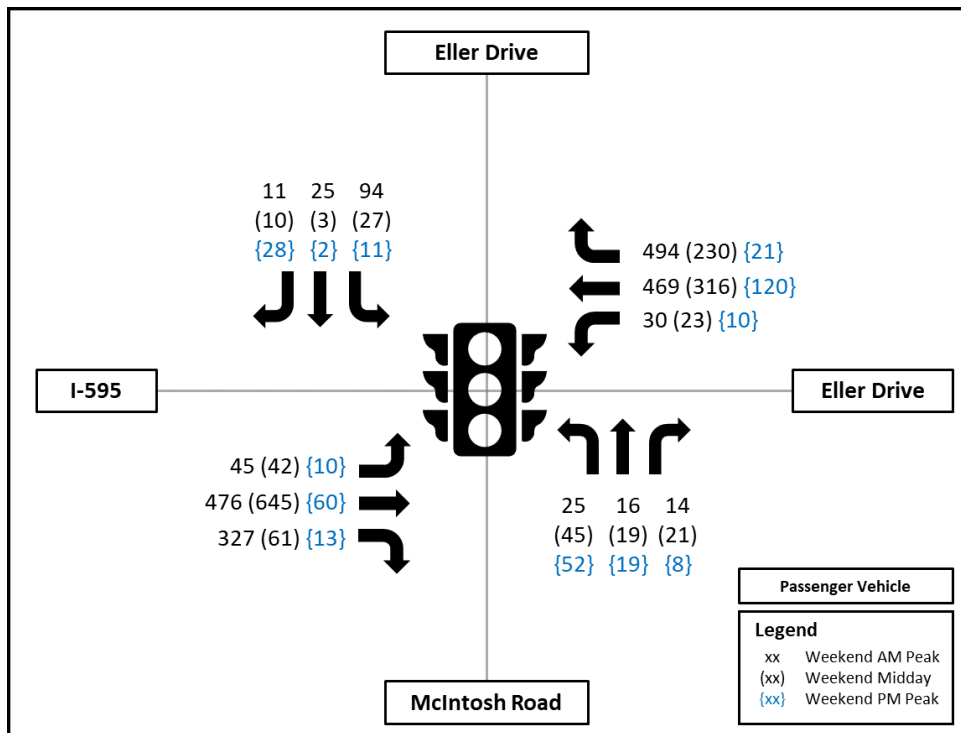 Eller Drive
11 25 94
(10) (3) (27)
{28} {2} {11}
494 (230) {21}
469 (316) {120}
30 (23) {10}
I-595
Eller Drive
45 (42) {10}
476 (645) {60}
327 (61) {13}
25 16 14
(45) (19) (21)
{52} {19} {8}
Passenger Vehicle
Legend
xx Weekend AM Peak
(xx) Weekend Midday
{xx} Weekend PM Peak
McIntosh Road